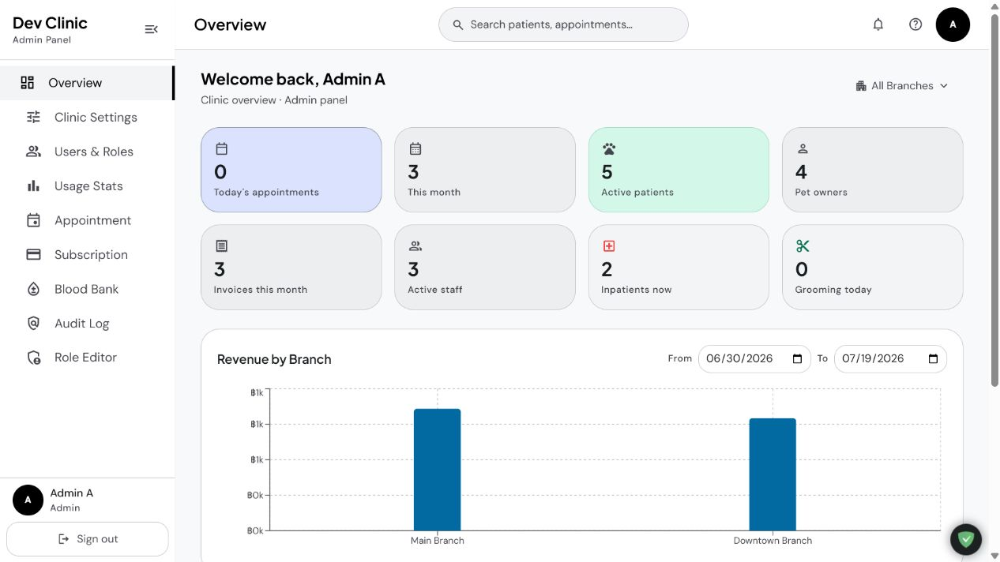 Dev Clinic
Admin Panel
Overview
Search patients, appointments...
A
Overview
Clinic Settings
Users & Roles
Usage Stats
Appointment
Subscription
Blood Bank
Audit Log
Role Editor
A
Admin A
Admin
Sign out
Welcome back, Admin A
Clinic overview · Admin panel
All Branches
0
Today's appointments
3
This month
5
Active patients
4
Pet owners
3
Invoices this month
3
Active staff
2
Inpatients now
0
Grooming today
Revenue by Branch
From 06/30/2026 To 07/19/2026
฿1k
฿1k
฿1k
฿0k
฿0k
Main Branch
Downtown Branch